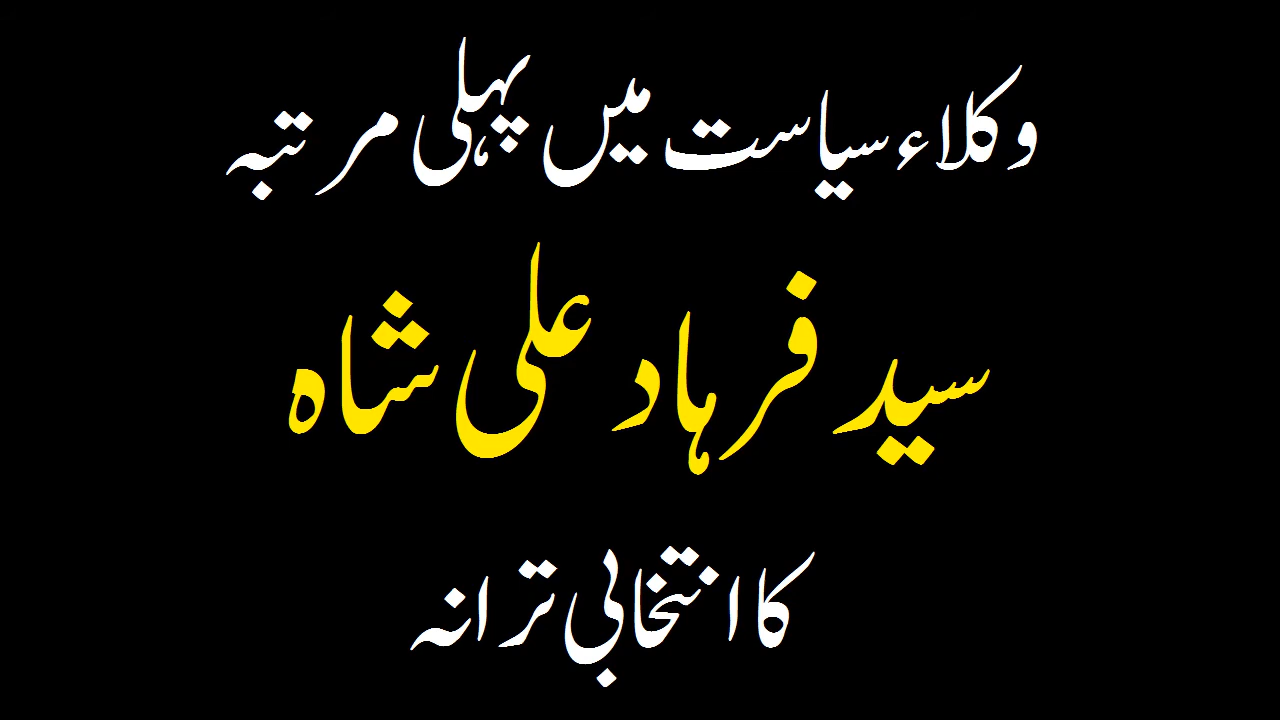 وکلاء سیاست میں پہلی مرتبہ
سید فرہاد علی شاہ
کا انتخابی ترانہ